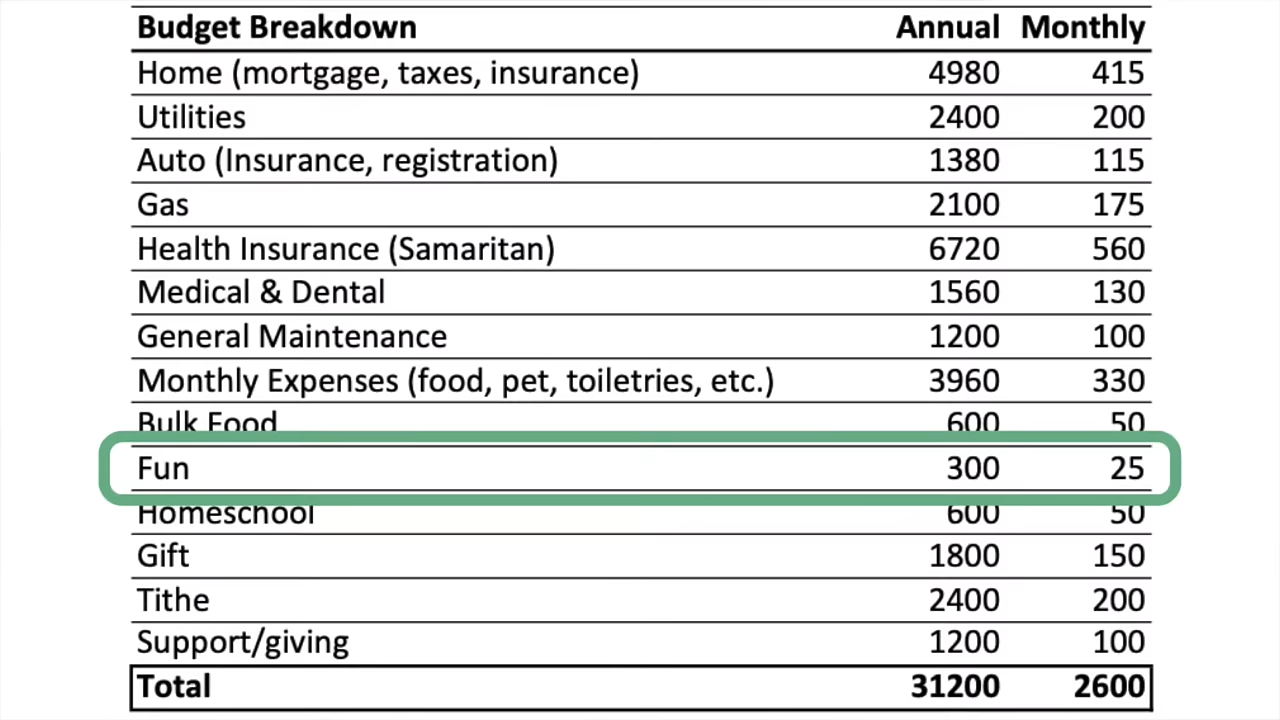 Budget Breakdown Annual Monthly
Home (mortgage, taxes, insurance) 4980 415
Utilities 2400 200
Auto (Insurance, registration) 1380 115
Gas 2100 175
Health Insurance (Samaritan) 6720 560
Medical & Dental 1560 130
General Maintenance 1200 100
Monthly Expenses (food, pet, toiletries, etc.) 3960 330
Bulk Food 600 50
Fun 300 25
Homeschool 600 50
Gift 1800 150
Tithe 2400 200
Support/giving 1200 100
Total 31200 2600